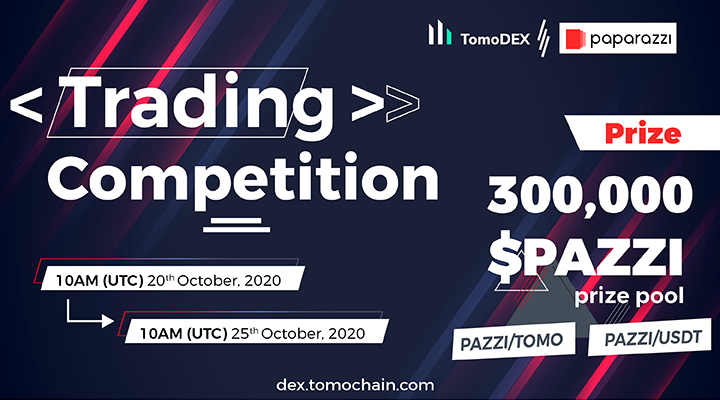 TomoDEX
paparazzi
< Trading >>
Competition
Prize
300,000
$PAZZI
prize pool
10AM (UTC) 20th October, 2020
10AM (UTC) 25th October, 2020
PAZZI/TOMO
PAZZI/USDT
dex.tomochain.com